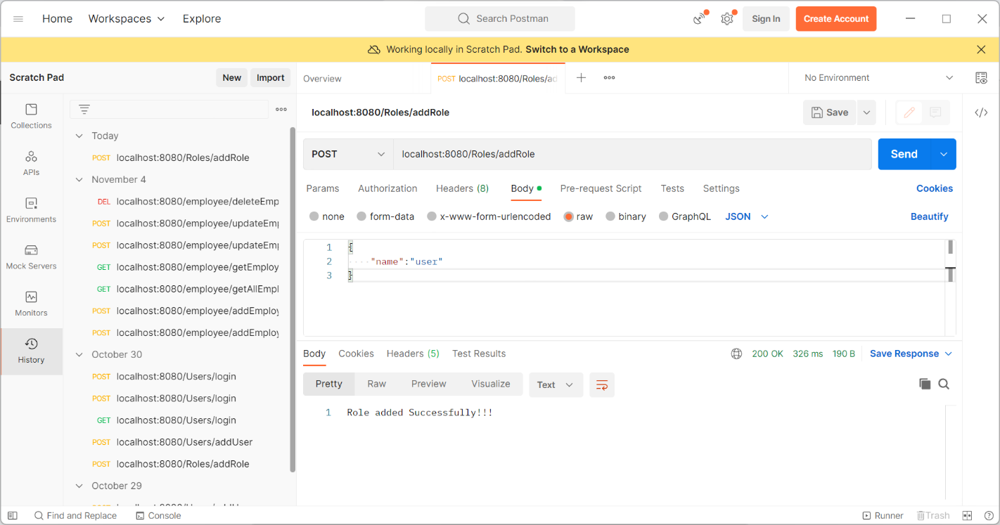 Home Workspaces Explore Search Postman Sign In Create Account
Working locally in Scratch Pad. Switch to a Workspace
Scratch Pad New Import
Overview POST localhost:8080/Roles/ad No Environment
Collections
APIs
Environments
Mock Servers
Monitors
History
Today
POST localhost:8080/Roles/addRole
November 4
DEL localhost:8080/employee/deleteEmp
POST localhost:8080/employee/updateEmp
POST localhost:8080/employee/updateEmp
GET localhost:8080/employee/getEmploy
GET localhost:8080/employee/getAllEmpl
POST localhost:8080/employee/addEmploy
POST localhost:8080/employee/addEmploy
October 30
POST localhost:8080/Users/login
POST localhost:8080/Users/login
GET localhost:8080/Users/login
POST localhost:8080/Users/addUser
POST localhost:8080/Roles/addRole
October 29
localhost:8080/Roles/addRole Save
POST localhost:8080/Roles/addRole Send
Params Authorization Headers (8) Body Pre-request Script Tests Settings Cookies
none form-data x-www-form-urlencoded raw binary GraphQL JSON Beautify
1 {
2 "name":"user"
3 }
Body Cookies Headers (5) Test Results 200 OK 326 ms 190 B Save Response
Pretty Raw Preview Visualize Text
1 Role added Successfully!!!
Find and Replace Console Runner Trash